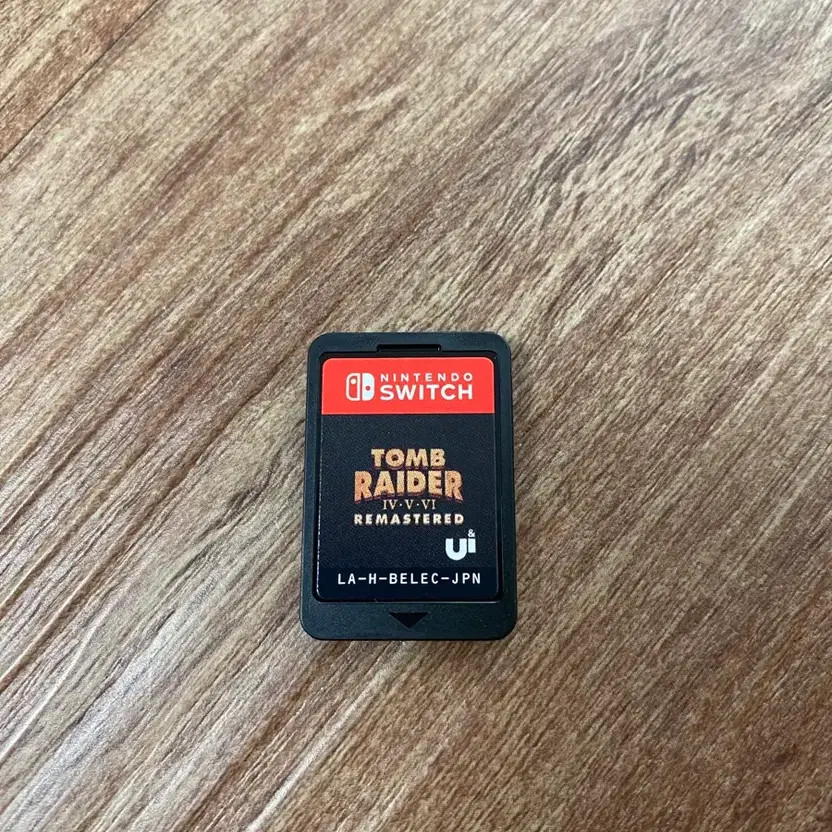 NINTENDO
SWITCH
TOMB
RAIDER
IV·V·VI
REMASTERED
U&i
LA-H-BELEC-JPN